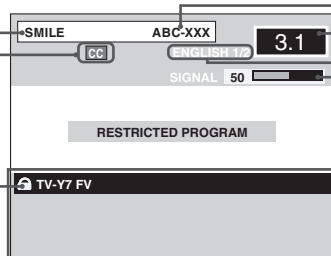 SMILE ABC-XXX
3.1
CC ENGLISH 1/2
SIGNAL 50
RESTRICTED PROGRAM
TV-Y7 FV